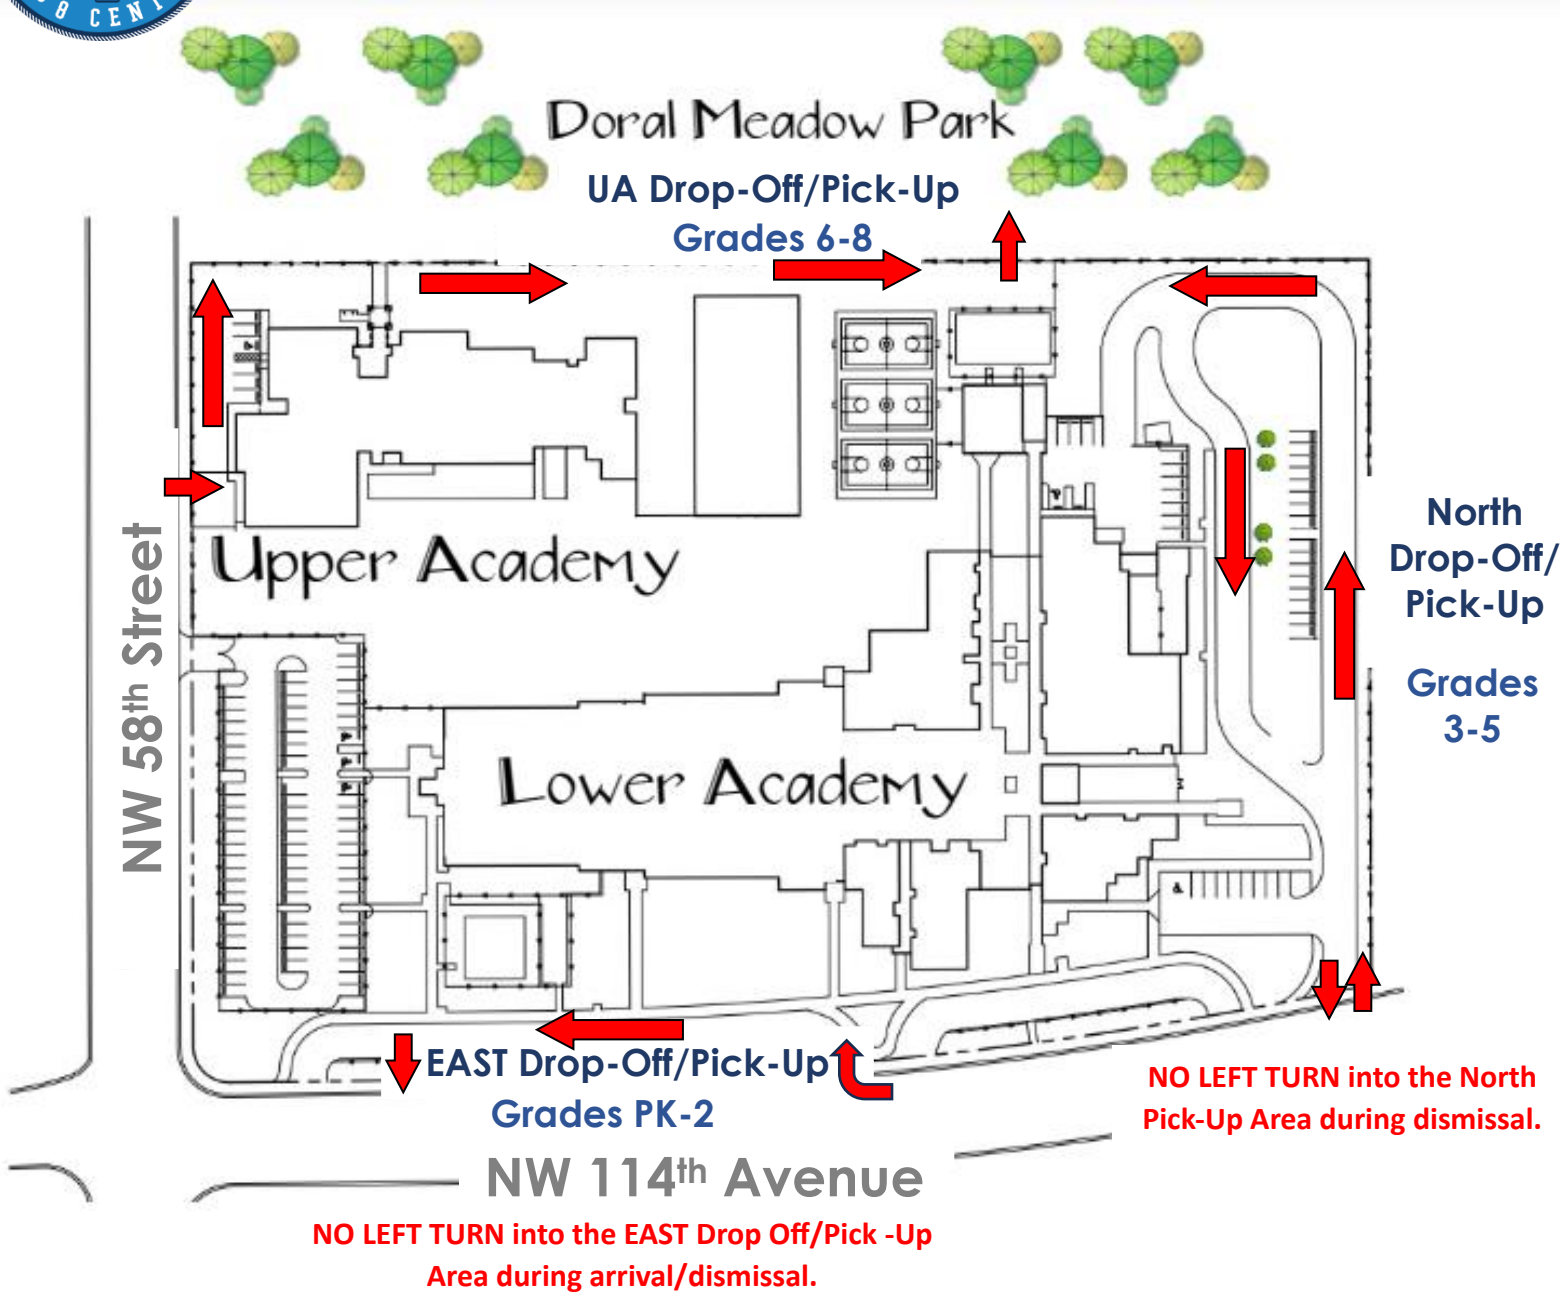 CENT
Doral Meadow Park
UA Drop-Off/Pick-Up
Grades 6-8
Upper Academy
NW 58th Street
North
Drop-Off/
Pick-Up
Grades
3-5
Lower Academy
EAST Drop-Off/Pick-Up
Grades PK-2
NO LEFT TURN into the North
Pick-Up Area during dismissal.
NW 114th Avenue
NO LEFT TURN into the EAST Drop Off/Pick -Up
Area during arrival/dismissal.